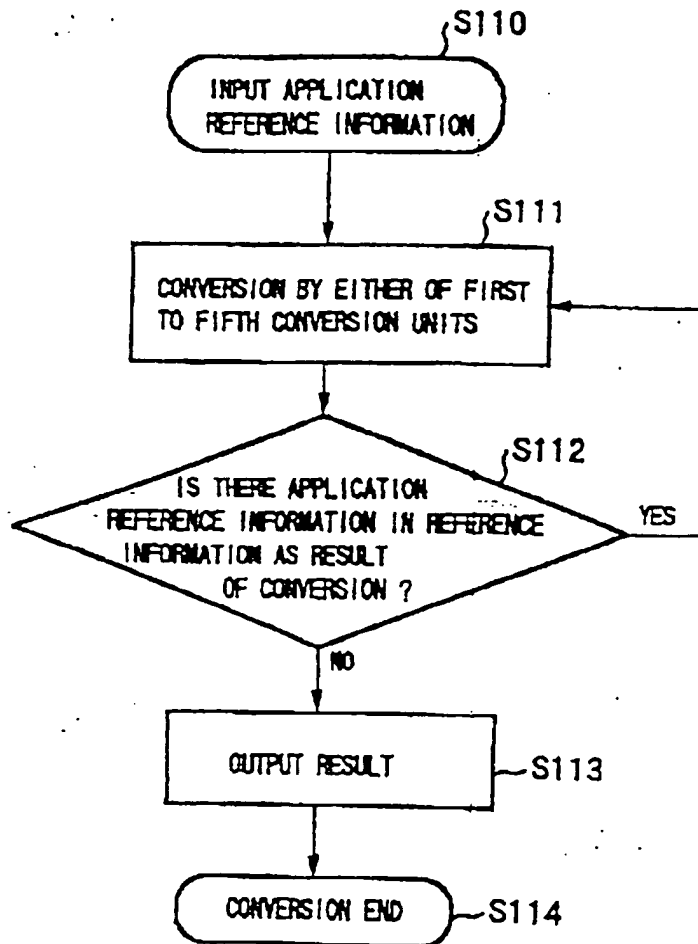 S110
INPUT APPLICATION
REFERENCE INFORMATION
S111
CONVERSION BY EITHER OF FIRST
TO FIFTH CONVERSION UNITS
S112
IS THERE APPLICATION
REFERENCE INFORMATION IN REFERENCE
INFORMATION AS RESULT
OF CONVERSION ?
YES
NO
OUTPUT RESULT
S113
CONVERSION END
S114